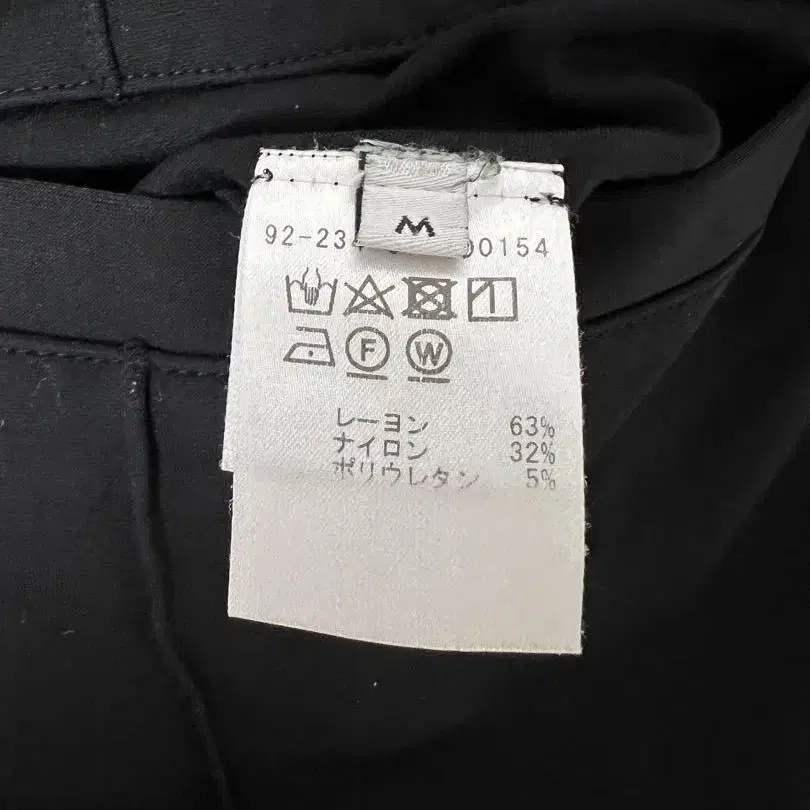 M
92-23 00154
F W
レーヨン 63%
ナイロン 32%
ポリウレタン 5%